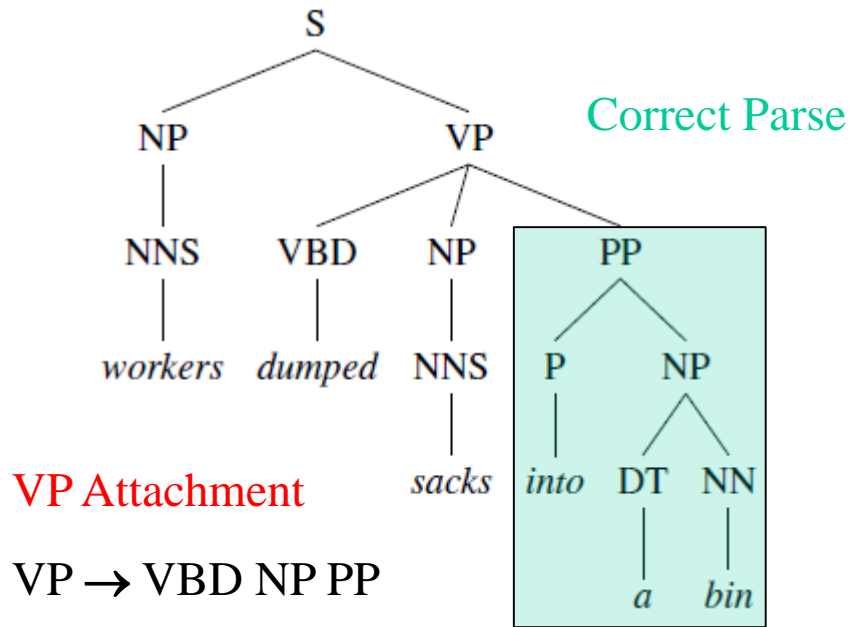 S
Correct Parse
NP VP
NNS VBD NP PP
workers dumped NNS P NP
VP Attachment
sacks into DT NN
VP → VBD NP PP
a bin